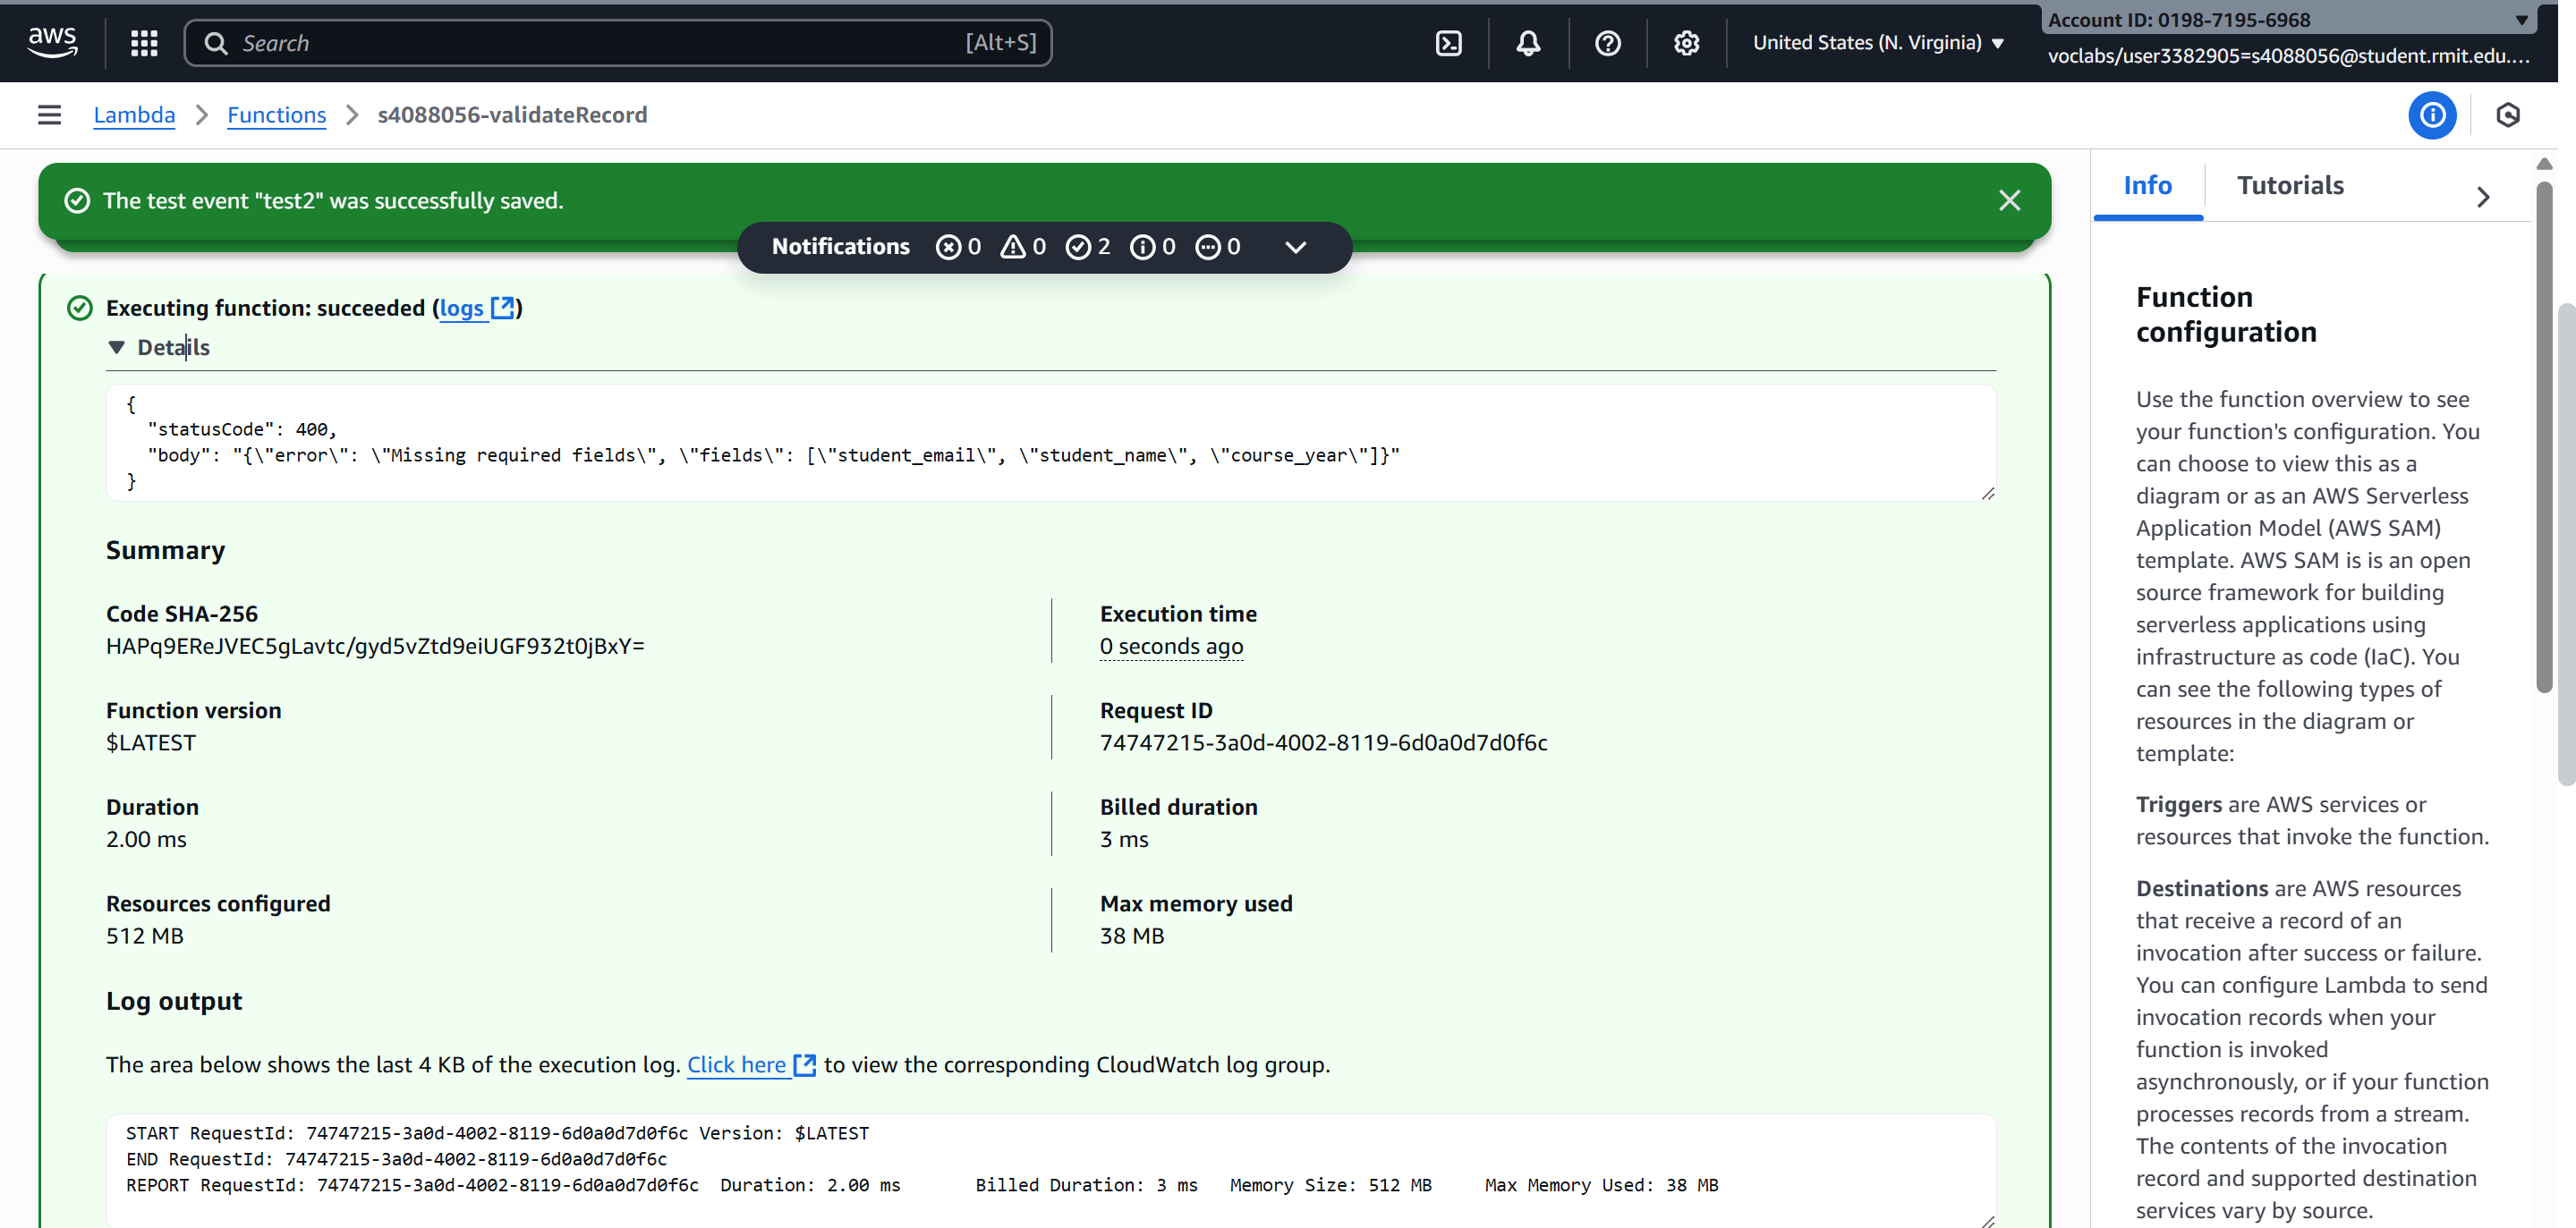 aws
Search
[Alt+S]
United States (N. Virginia)
Account ID: 0198-7195-6968
voclabs/user3382905=s4088056@student.rmit.edu....
Lambda
Functions
s4088056-validateRecord
The test event "test2" was successfully saved.
Notifications 0 0 2 0 0
Executing function: succeeded (logs)
Details
{
"statusCode": 400,
"body": "{\"error\": \"Missing required fields\", \"fields\": [\"student_email\", \"student_name\", \"course_year\"]}"
}
Summary
Code SHA-256
HAPq9EReJVEC5gLavtc/gyd5vZtd9eiUGF932t0jBxY=
Execution time
0 seconds ago
Function version
$LATEST
Request ID
74747215-3a0d-4002-8119-6d0a0d7d0f6c
Duration
2.00 ms
Billed duration
3 ms
Resources configured
512 MB
Max memory used
38 MB
Log output
The area below shows the last 4 KB of the execution log. Click here to view the corresponding CloudWatch log group.
START RequestId: 74747215-3a0d-4002-8119-6d0a0d7d0f6c Version: $LATEST
END RequestId: 74747215-3a0d-4002-8119-6d0a0d7d0f6c
REPORT RequestId: 74747215-3a0d-4002-8119-6d0a0d7d0f6c Duration: 2.00 ms Billed Duration: 3 ms Memory Size: 512 MB Max Memory Used: 38 MB
Info
Tutorials
Function
configuration
Use the function overview to see
your function's configuration. You
can choose to view this as a
diagram or as an AWS Serverless
Application Model (AWS SAM)
template. AWS SAM is is an open
source framework for building
serverless applications using
infrastructure as code (IaC). You
can see the following types of
resources in the diagram or
template:
Triggers are AWS services or
resources that invoke the function.
Destinations are AWS resources
that receive a record of an
invocation after success or failure.
You can configure Lambda to send
invocation records when your
function is invoked
asynchronously, or if your function
processes records from a stream.
The contents of the invocation
record and supported destination
services vary by source.